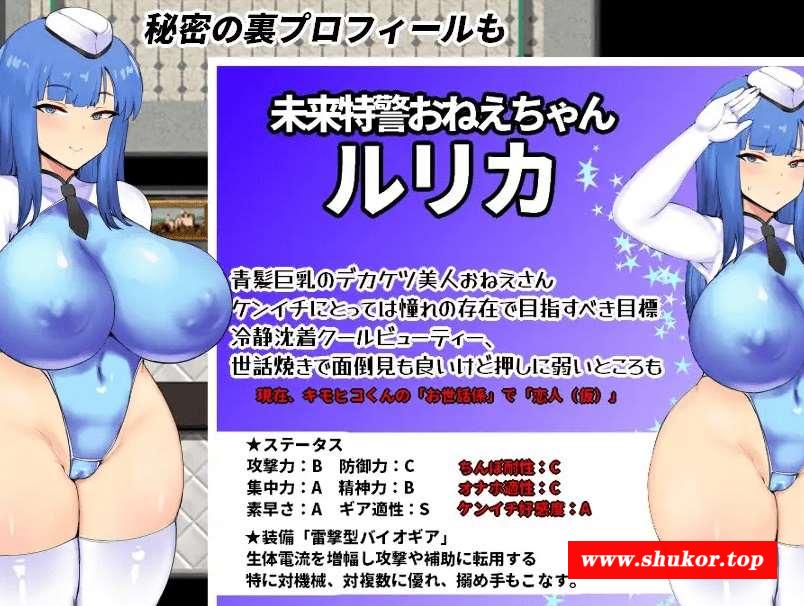 秘密の裏プロフィールも
未来特警おねえちゃん
ルリカ
青髪巨乳のデカケツ美人おねえさん
ケンイチにとっては憧れの存在で目指すべき目標
冷静沈着クールビューティー、
世話焼きで面倒見も良いけど押しに弱いところも
現在、キモヒコくんの「お世話係」で「恋人（仮）」
★ステータス
攻撃力：B 防御力：C ちんぽ耐性：C
集中力：A 精神力：B オナホ適性：C
素早さ：A ギア適性：S ケンイチ好感度：A
★装備「雷撃型バイオギア」
生体電流を増幅し攻撃や補助に転用する
特に対機械、対複数に優れ、搦め手もこなす。
www.shukor.top